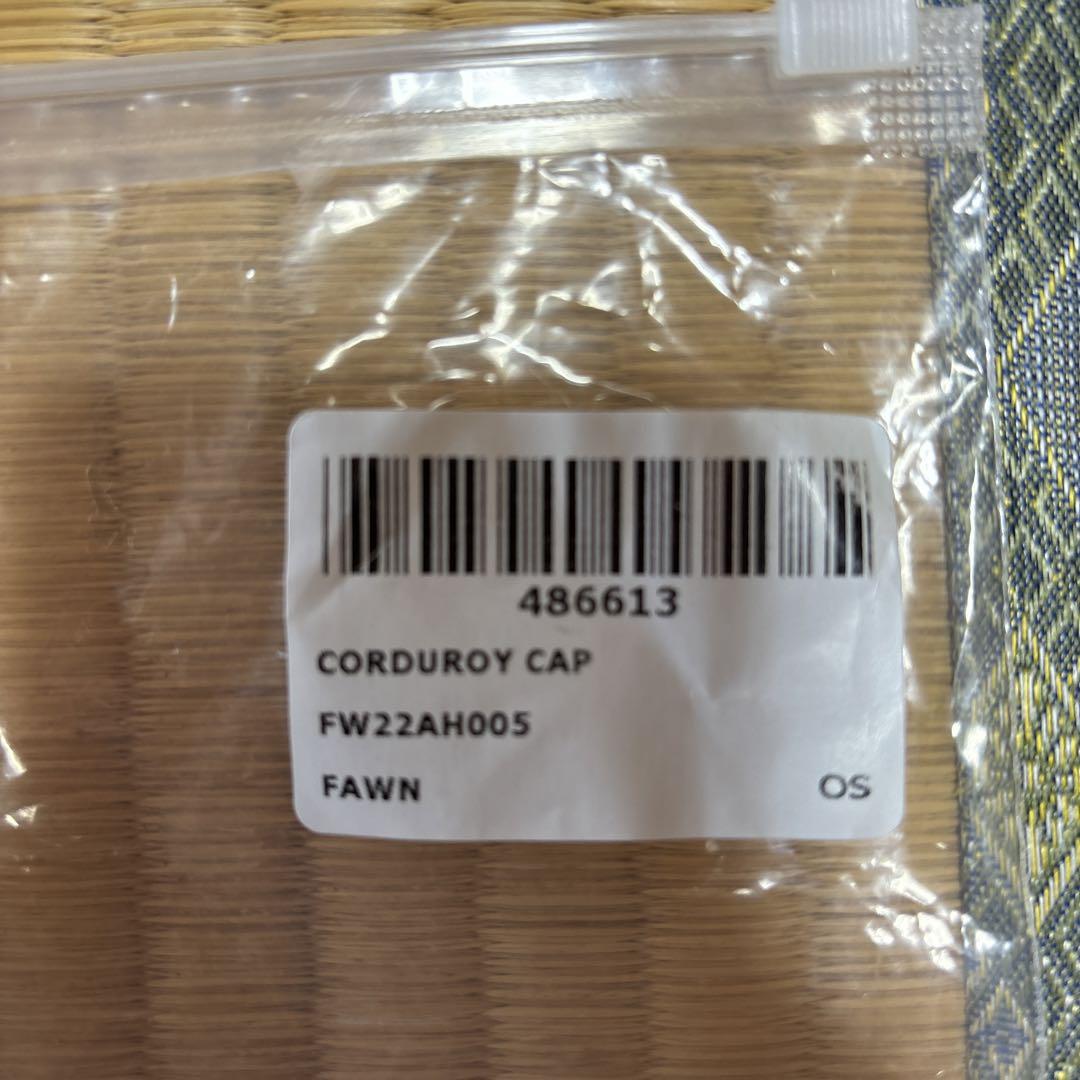 486613
CORDUROY CAP
FW22AH005
FAWN OS